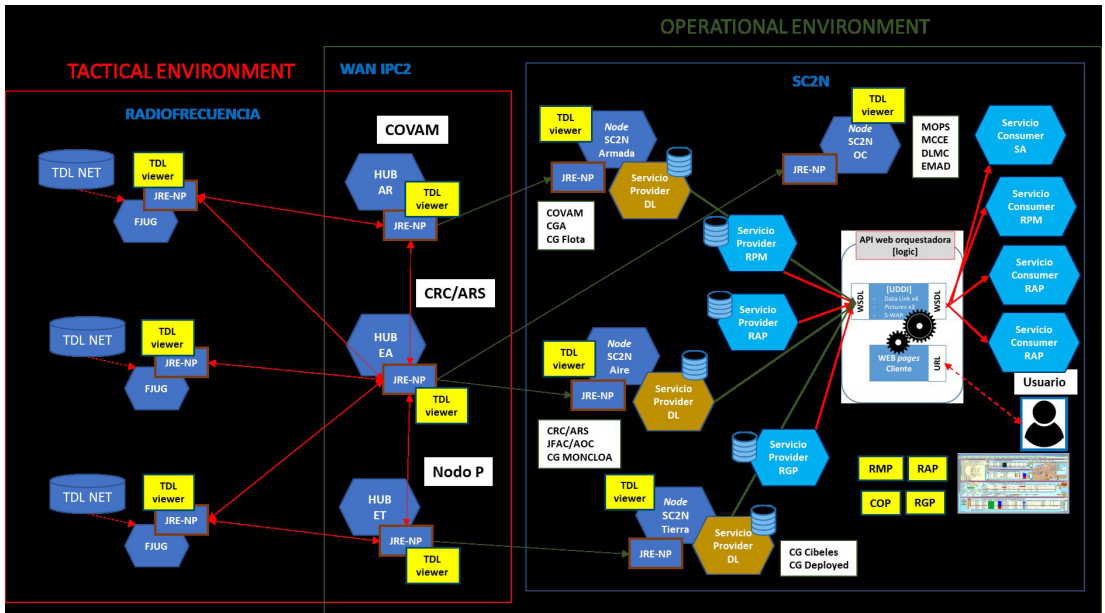 OPERATIONAL ENVIRONMENT
TACTICAL ENVIRONMENT
WAN IPC2
SC2N
RADIOFRECUENCIA
TDL NET
TDL
viewer
JRE-NP
FJUG
TDL NET
TDL
viewer
JRE-NP
FJUG
TDL NET
TDL
viewer
JRE-NP
FJUG
COVAM
HUB
AR
TDL
viewer
JRE-NP
CRC/ARS
HUB
EA
JRE-NP
TDL
viewer
Nodo P
HUB
ET
JRE-NP
TDL
viewer
TDL
viewer
Node
SC2N
Armada
JRE-NP
Servicio
Provider
DL
COVAM
CGA
CG Flota
TDL
viewer
Node
SC2N
OC
JRE-NP
MOPS
MCCE
DLMC
EMAD
Servicio
Provider
RPM
Servicio
Provider
RAP
TDL
viewer
Node
SC2N
Aire
JRE-NP
Servicio
Provider
DL
CRC/ARS
JFAC/AOC
CG MONCLOA
Servicio
Provider
RGP
TDL
viewer
Node
SC2N
Tierra
JRE-NP
Servicio
Provider
DL
CG Cibeles
CG Deployed
API web orquestadora
[logic]
WSDL
[UDDI]
- Data Link x4
- Pictures x3
- S-WAR
WSDL
WEB pages
Cliente
URL
Servicio
Consumer
SA
Servicio
Consumer
RPM
Servicio
Consumer
RAP
Servicio
Consumer
RAP
Usuario
RMP
RAP
COP
RGP